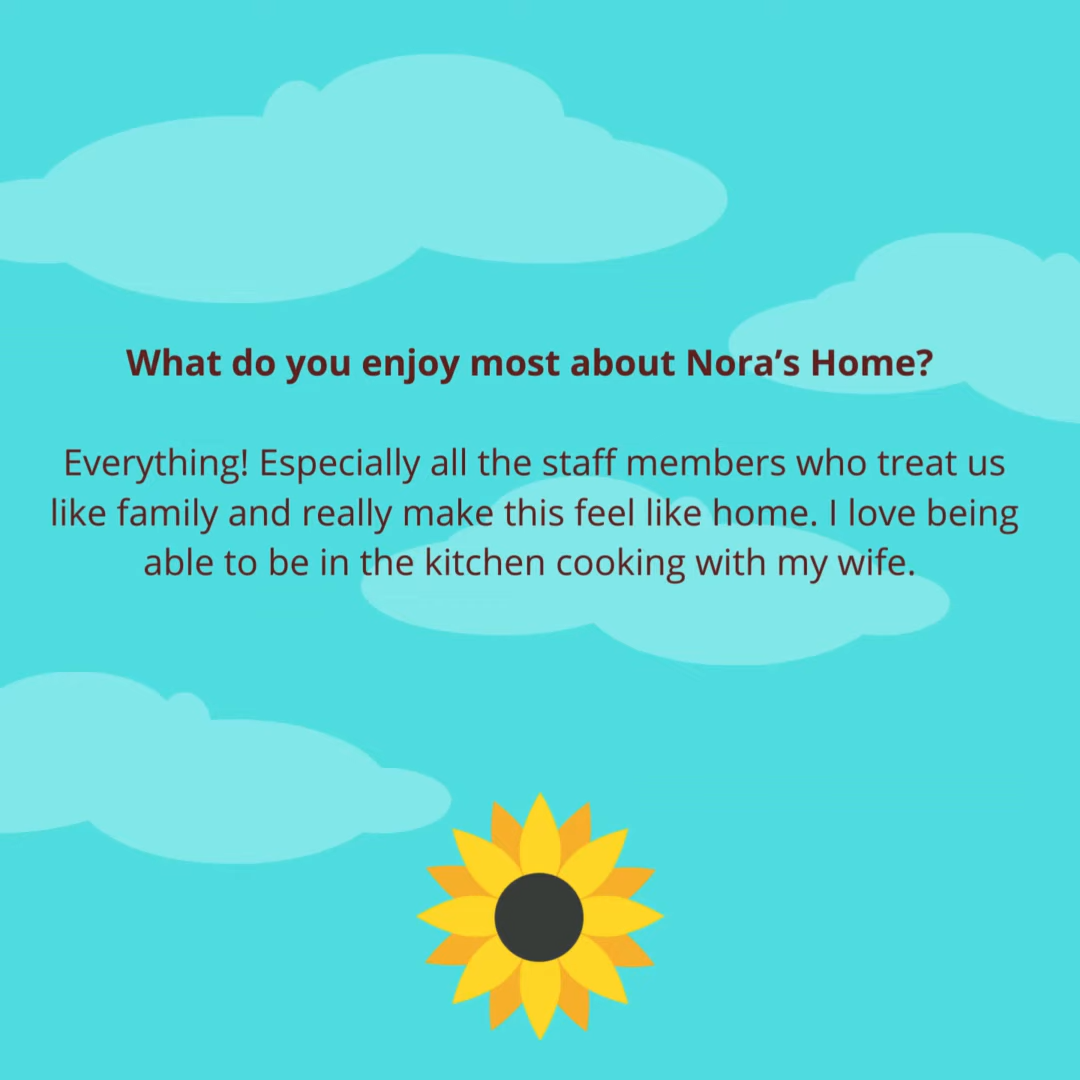 What do you enjoy most about Nora’s Home?
Everything! Especially all the staff members who treat us
like family and really make this feel like home. I love being
able to be in the kitchen cooking with my wife.